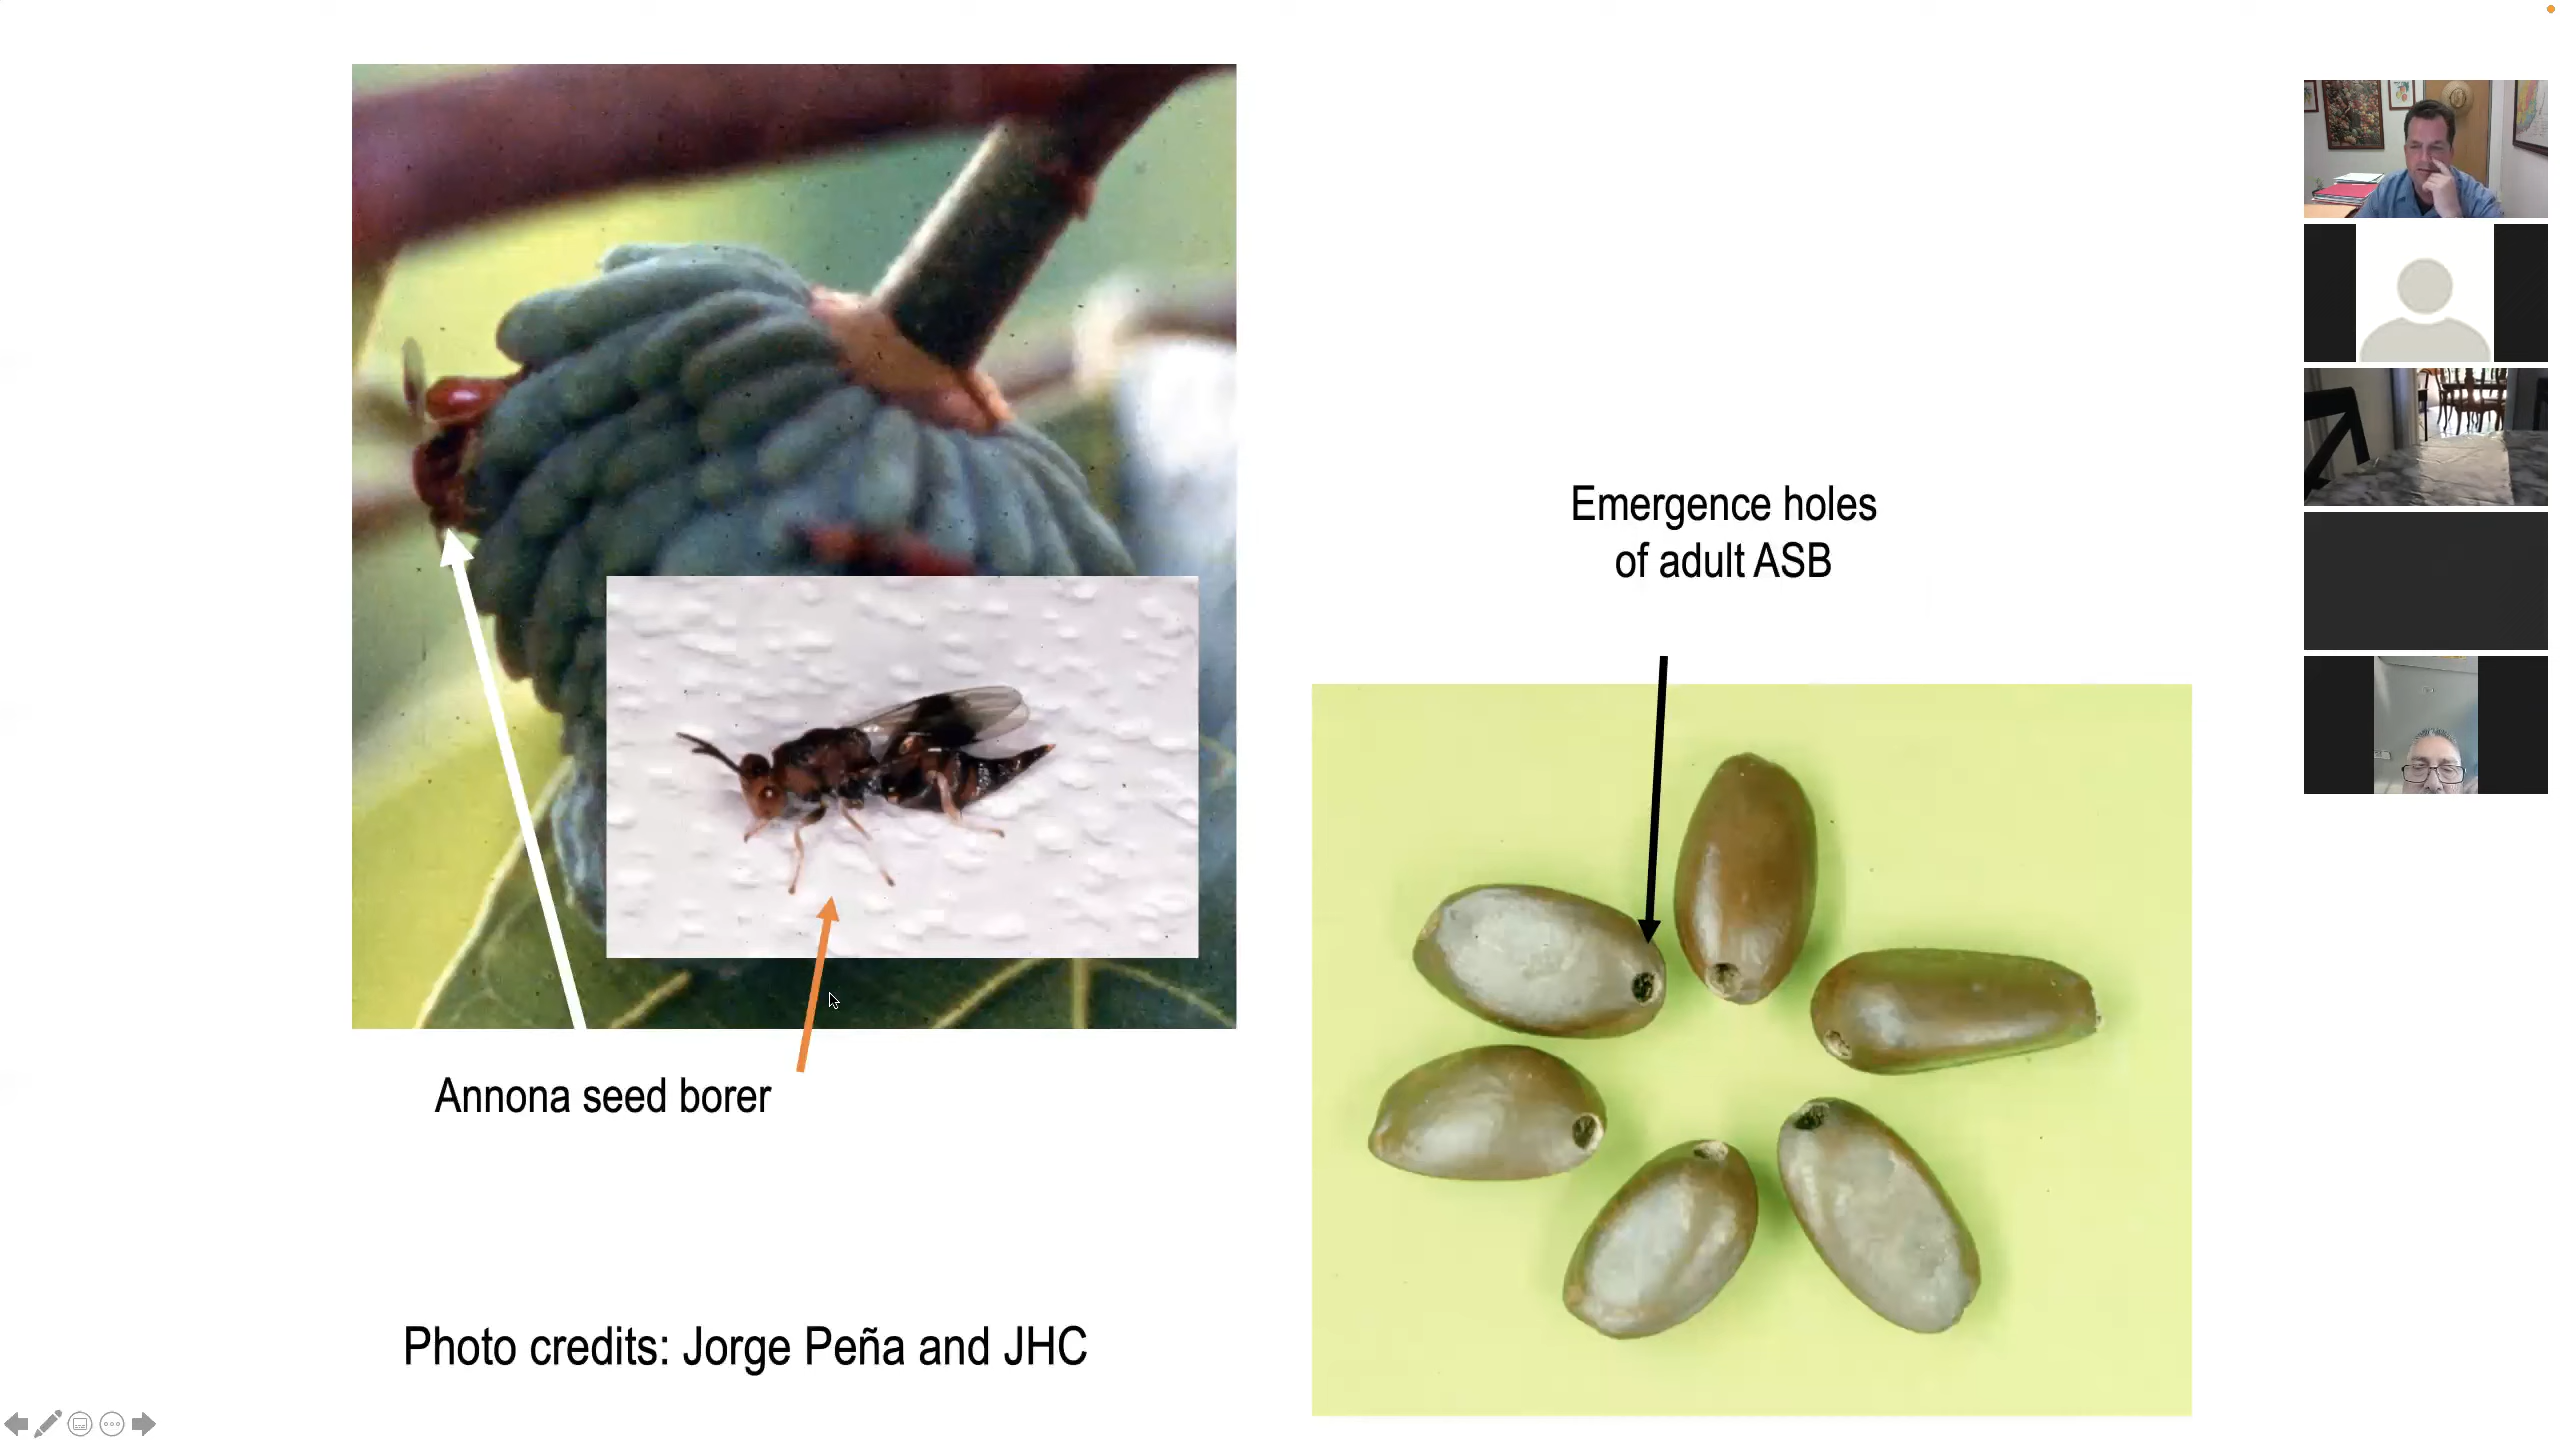 Emergence holes
of adult ASB
Annona seed borer
Photo credits: Jorge Peña and JHC